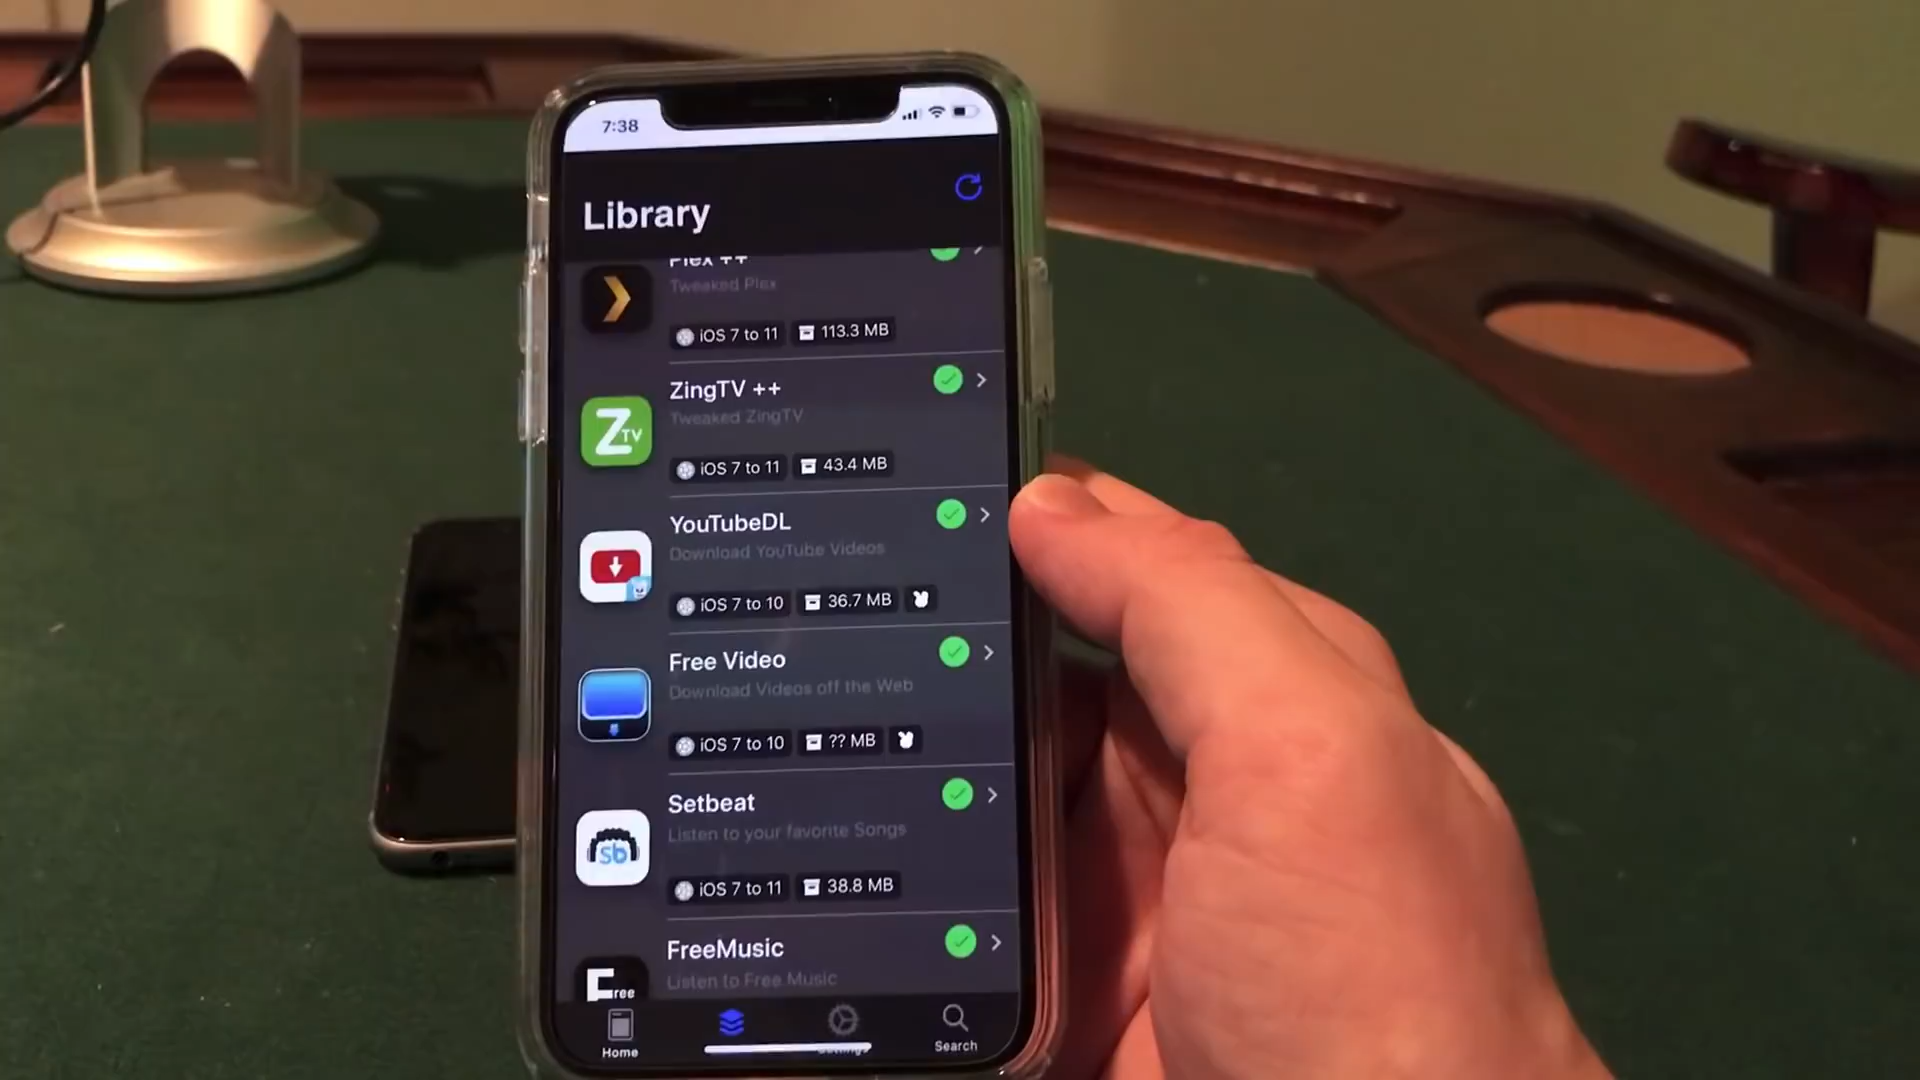 7:38
Library
Plex ++
Tweaked Plex
iOS 7 to 11 113.3 MB
ZingTV ++
Tweaked ZingTV
Z TV
iOS 7 to 11 43.4 MB
YouTubeDL
Download YouTube Videos
iOS 7 to 10 36.7 MB
Free Video
Download Videos off the Web
iOS 7 to 10 ?? MB
Setbeat
Listen to your favorite Songs
sb
iOS 7 to 11 38.8 MB
FreeMusic
Listen to Free Music
Free
Home Settings Search